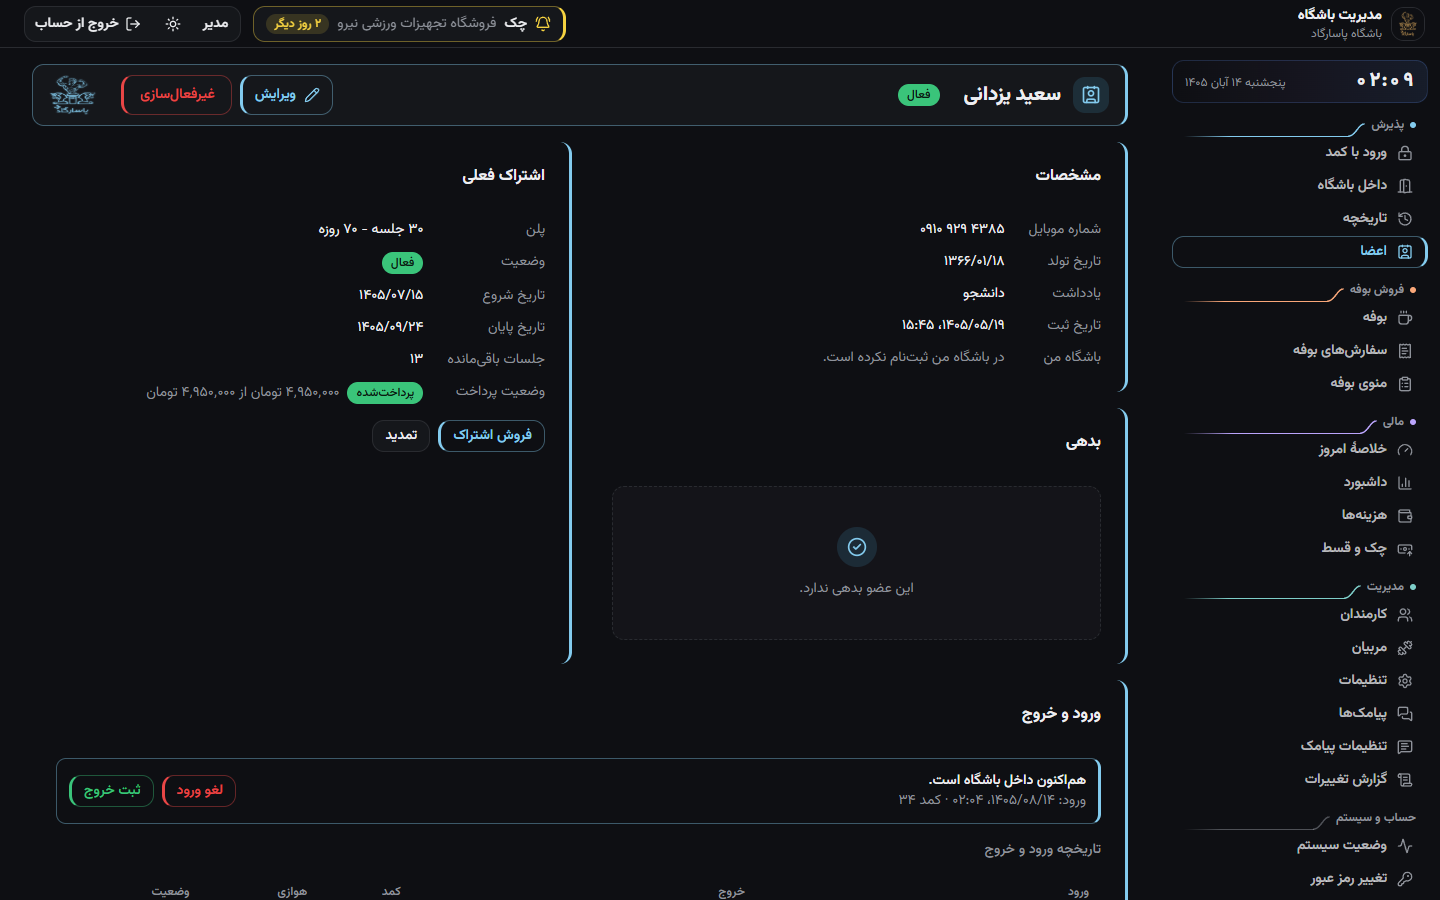 مدیریت باشگاه
باشگاه پاسارگاد
چک فروشگاه تجهیزات ورزشی نیرو ۲ روز دیگر
مدیر
خروج از حساب
۰۲:۰۹
پنجشنبه ۱۴ آبان ۱۴۰۵
پذیرش
ورود با کمد
داخل باشگاه
تاریخچه
اعضا
فروش بوفه
بوفه
سفارش‌های بوفه
منوی بوفه
مالی
خلاصهٔ امروز
داشبورد
هزینه‌ها
چک و قسط
مدیریت
کارمندان
مربیان
تنظیمات
پیامک‌ها
تنظیمات پیامک
گزارش تغییرات
حساب و سیستم
وضعیت سیستم
تغییر رمز عبور
سعید یزدانی
فعال
ویرایش
غیرفعال‌سازی
پاسارگاد
مشخصات
شماره موبایل ۰۹۱۰ ۹۲۹ ۴۳۸۵
تاریخ تولد ۱۳۶۶/۰۱/۱۸
یادداشت دانشجو
تاریخ ثبت ۱۴۰۵/۰۵/۱۹، ۱۵:۴۵
باشگاه من در باشگاه من ثبت‌نام نکرده است.
بدهی
این عضو بدهی ندارد.
اشتراک فعلی
پلن ۳۰ جلسه - ۷۰ روزه
وضعیت فعال
تاریخ شروع ۱۴۰۵/۰۷/۱۵
تاریخ پایان ۱۴۰۵/۰۹/۲۴
جلسات باقی‌مانده ۱۳
وضعیت پرداخت پرداخت‌شده ۴,۹۵۰,۰۰۰ تومان از ۴,۹۵۰,۰۰۰ تومان
فروش اشتراک
تمدید
ورود و خروج
هم‌اکنون داخل باشگاه است.
ورود: ۱۴۰۵/۰۸/۱۴، ۰۲:۰۴ · کمد ۳۴
لغو ورود
ثبت خروج
تاریخچه ورود و خروج
ورود خروج کمد هوازی وضعیت